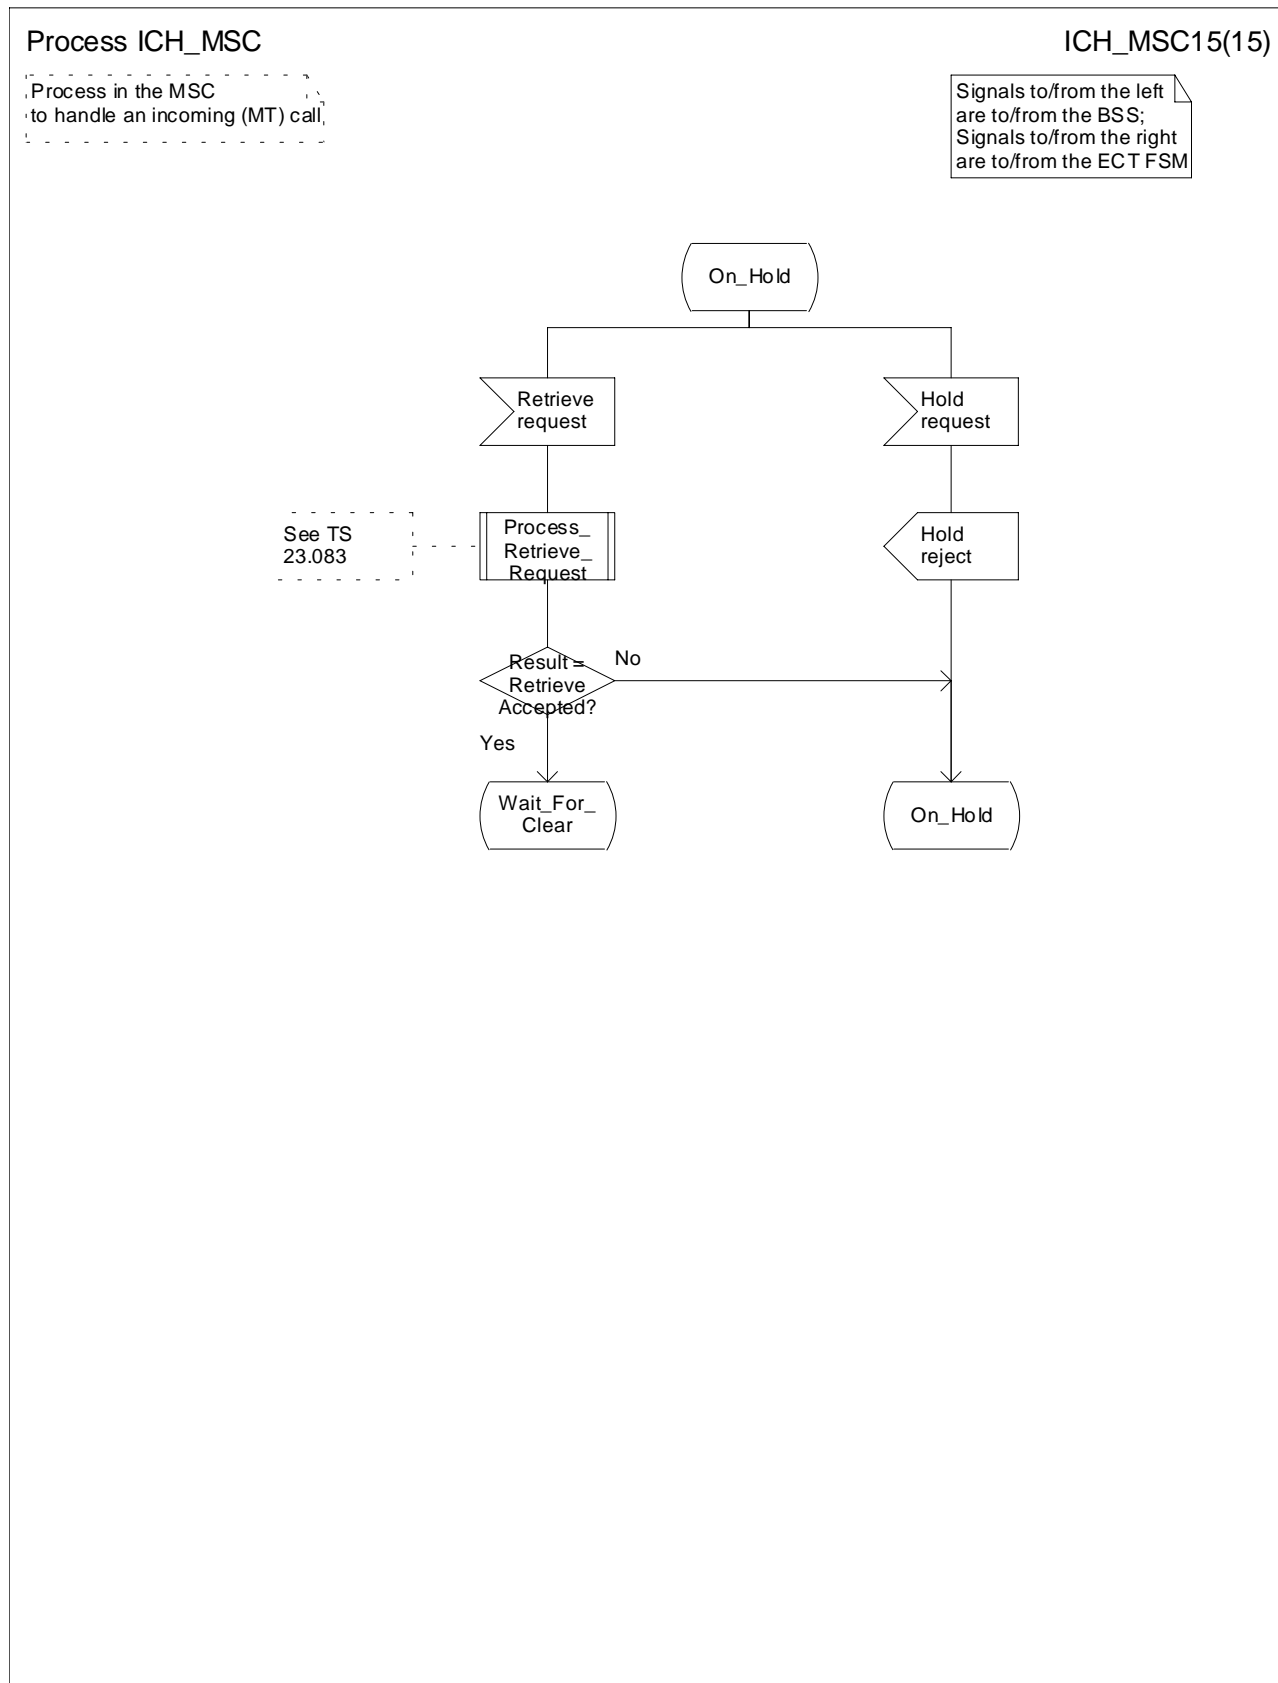 Process ICH_MSC
ICH_MSC15(15)
Process in the MSC
to handle an incoming (MT) call
Signals to/from the left
are to/from the BSS;
Signals to/from the right
are to/from the ECT FSM
On_Hold
Retrieve
request
Hold
request
See TS
23.083
Process_
Retrieve_
Request
Hold
reject
Result =
Retrieve
Accepted?
No
Yes
Wait_For_
Clear
On_Hold